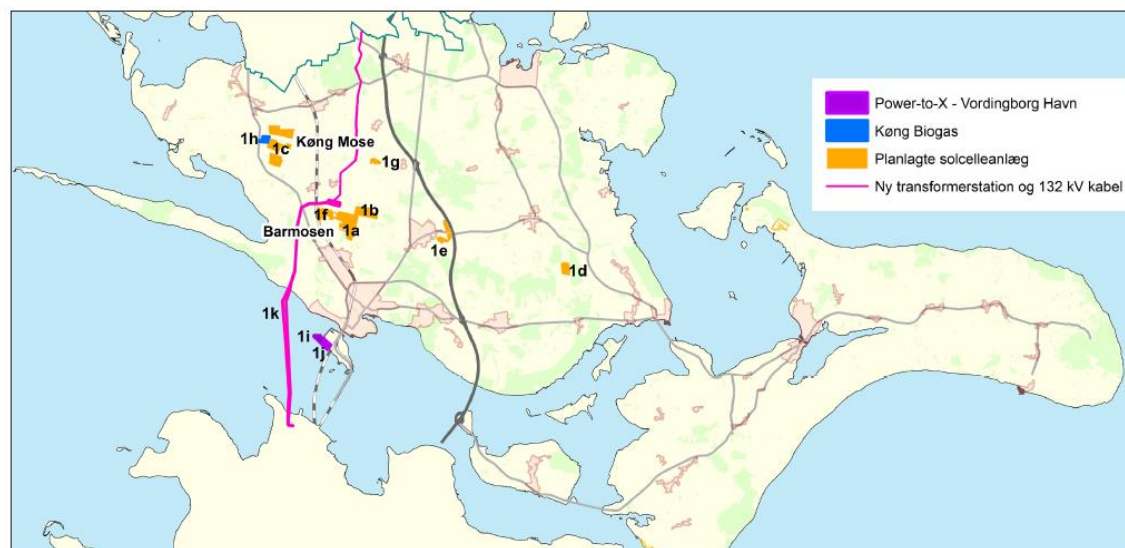 Power-to-X - Vordingborg Havn
Køng Biogas
Planlagte solcelleanlæg
Ny transformerstation og 132 kV kabel
1h
1c
Køng Mose
1g
1f
1b
Barmosen
1a
1e
1d
1k
1i
1j